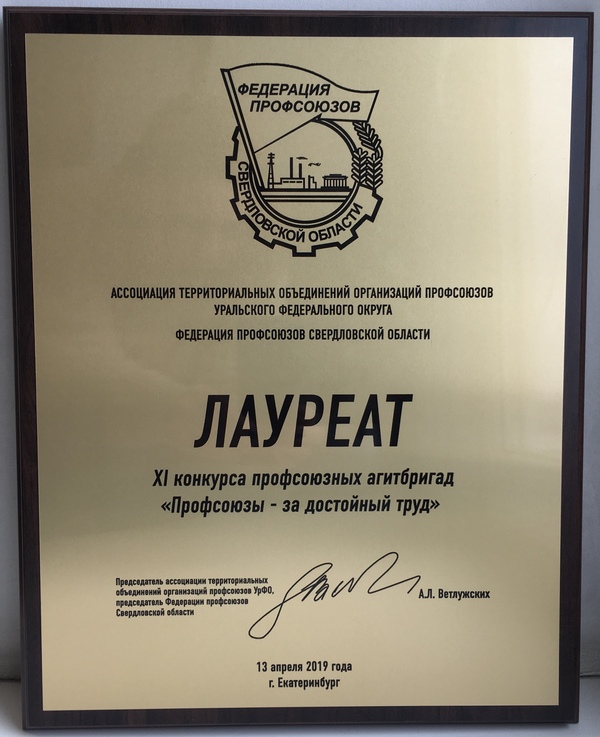 ФЕДЕРАЦИЯ
ПРОФСОЮЗОВ
СВЕРДЛОВСКОЙ ОБЛАСТИ
АССОЦИАЦИЯ ТЕРРИТОРИАЛЬНЫХ ОБЪЕДИНЕНИЙ ОРГАНИЗАЦИЙ ПРОФСОЮЗОВ
УРАЛЬСКОГО ФЕДЕРАЛЬНОГО ОКРУГА
ФЕДЕРАЦИЯ ПРОФСОЮЗОВ СВЕРДЛОВСКОЙ ОБЛАСТИ
ЛАУРЕАТ
XI конкурса профсоюзных агитбригад
«Профсоюзы - за достойный труд»
Председатель ассоциации территориальных
объединений организаций профсоюзов УрФО,
председатель Федерации профсоюзов
Свердловской области
А.Л. Ветлужских
13 апреля 2019 года
г. Екатеринбург